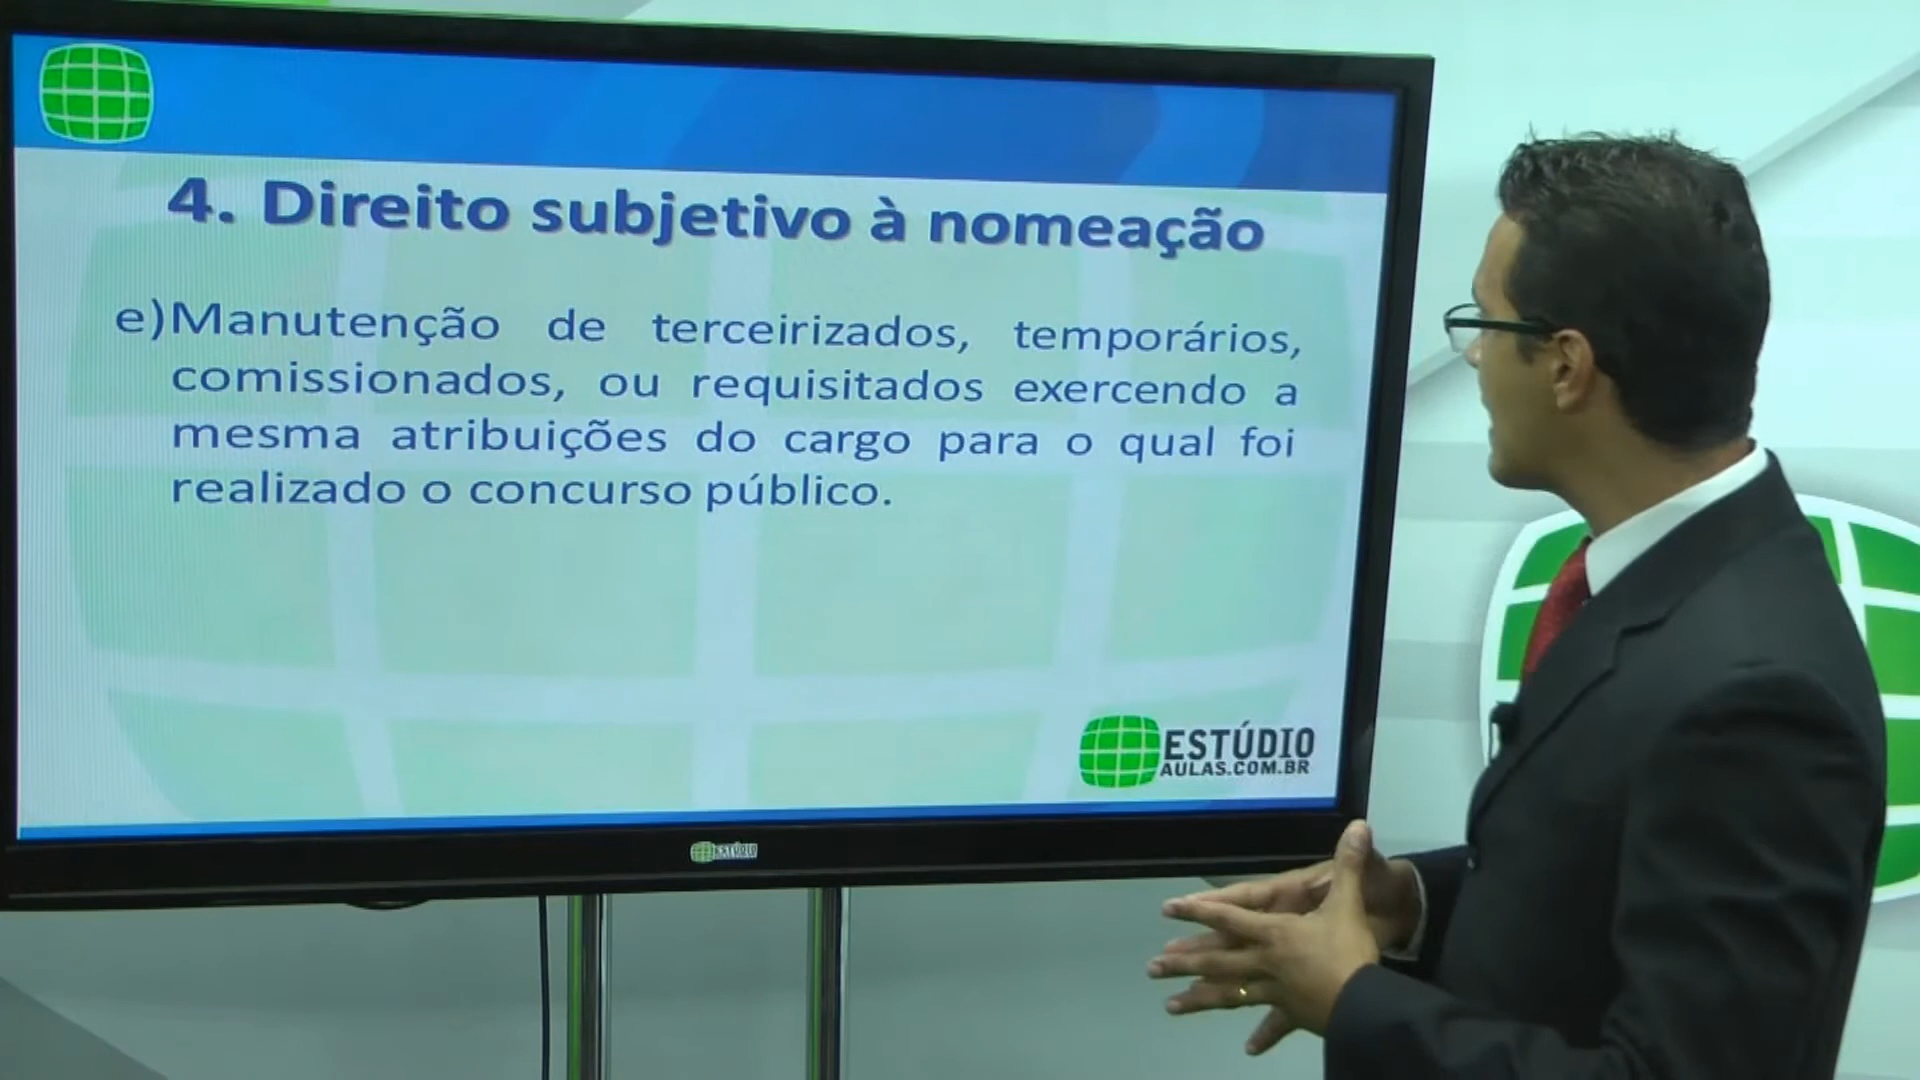 4. Direito subjetivo à nomeação
e)Manutenção de terceirizados, temporários,
comissionados, ou requisitados exercendo a
mesma atribuições do cargo para o qual foi
realizado o concurso público.
ESTÚDIO
AULAS.COM.BR
ESTÚDIO